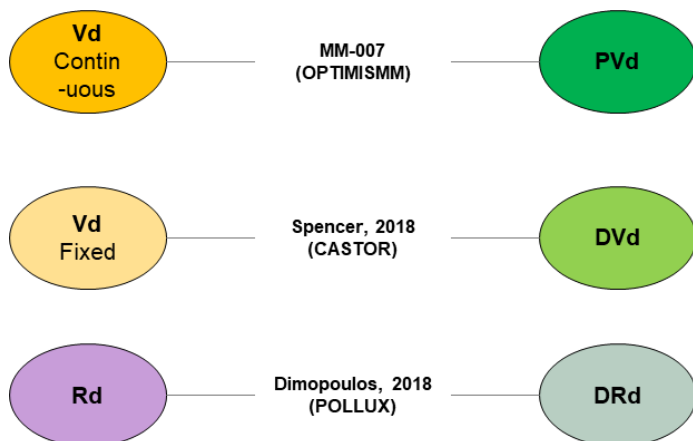 Vd
Contin
-uous
MM-007
(OPTIMISMM)
PVd
Vd
Fixed
Spencer, 2018
(CASTOR)
DVd
Rd
Dimopoulos, 2018
(POLLUX)
DRd